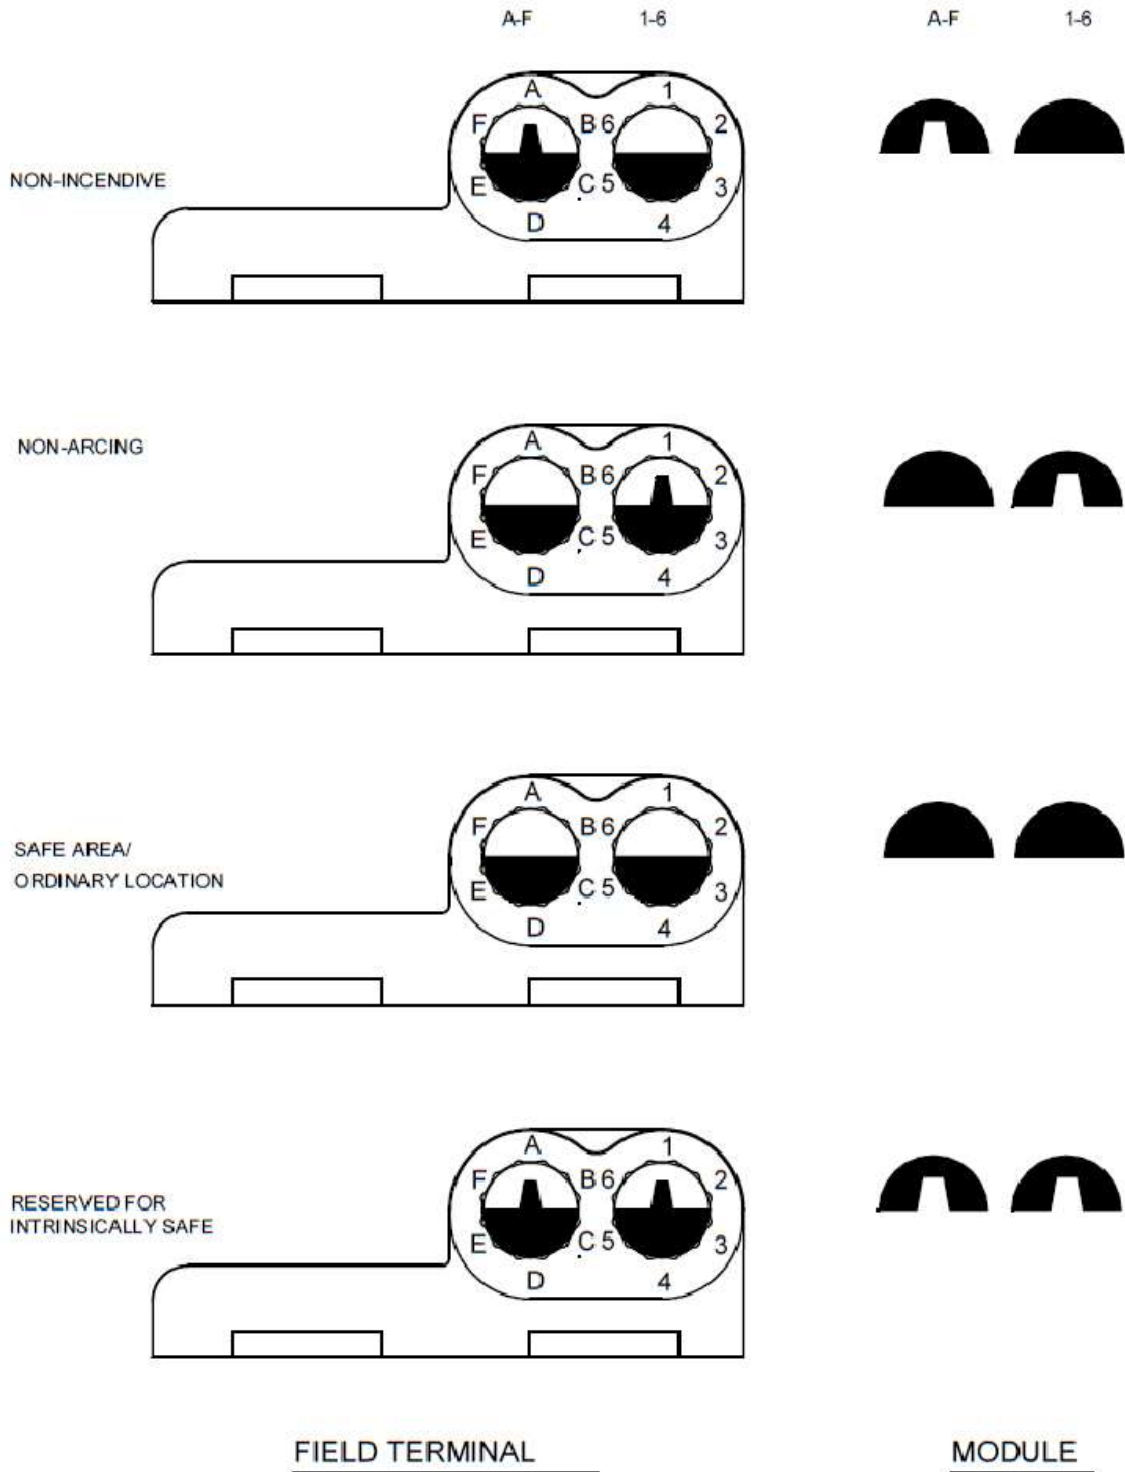 A-F 1-6 A-F 1-6
A 1
F B 6 2
NON-INCENDIVE
E C 5 3
D 4
NON-ARCING
A 1
F B 6 2
E C 5 3
D 4
A 1
F B 6 2
SAFE AREA/
ORDINARY LOCATION
E C 5 3
D 4
A 1
F B 6 2
RESERVED FOR
INTRINSICALLY SAFE
E C 5 3
D 4
FIELD TERMINAL MODULE